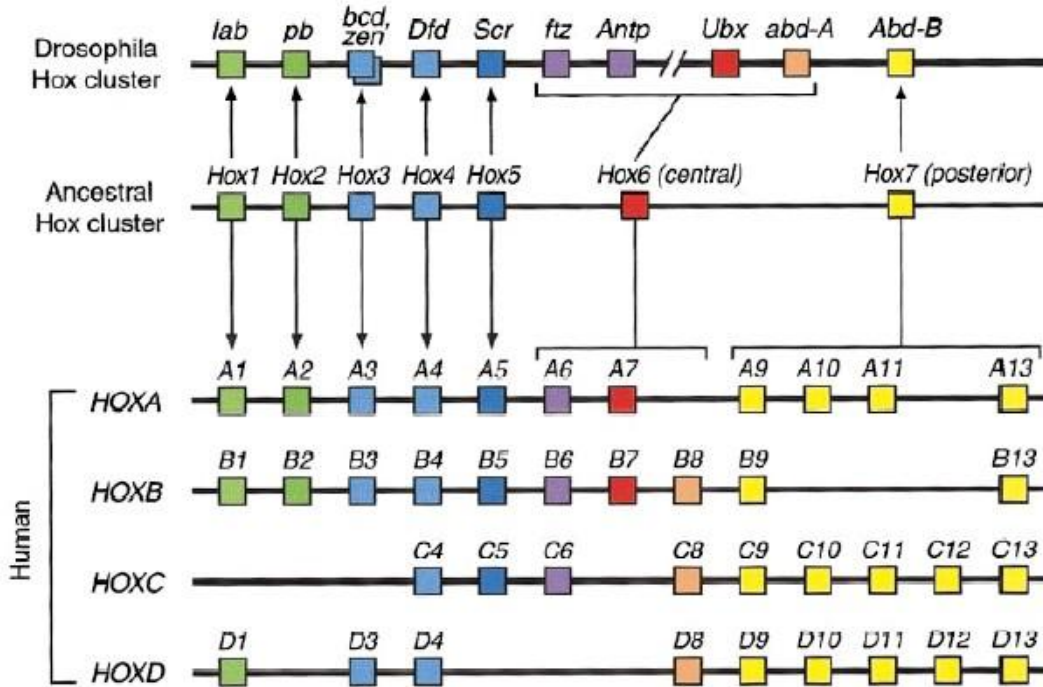 lab pb bcd, zen Dfd Scr ftz Antp Ubx abd-A Abd-B
Drosophila
Hox cluster
Hox1 Hox2 Hox3 Hox4 Hox5 Hox6 (central) Hox7 (posterior)
Ancestral
Hox cluster
A1 A2 A3 A4 A5 A6 A7 A9 A10 A11 A13
HOXA
B1 B2 B3 B4 B5 B6 B7 B8 B9 B13
HOXB
C4 C5 C6 C8 C9 C10 C11 C12 C13
HOXC
D1 D3 D4 D8 D9 D10 D11 D12 D13
HOXD
Human